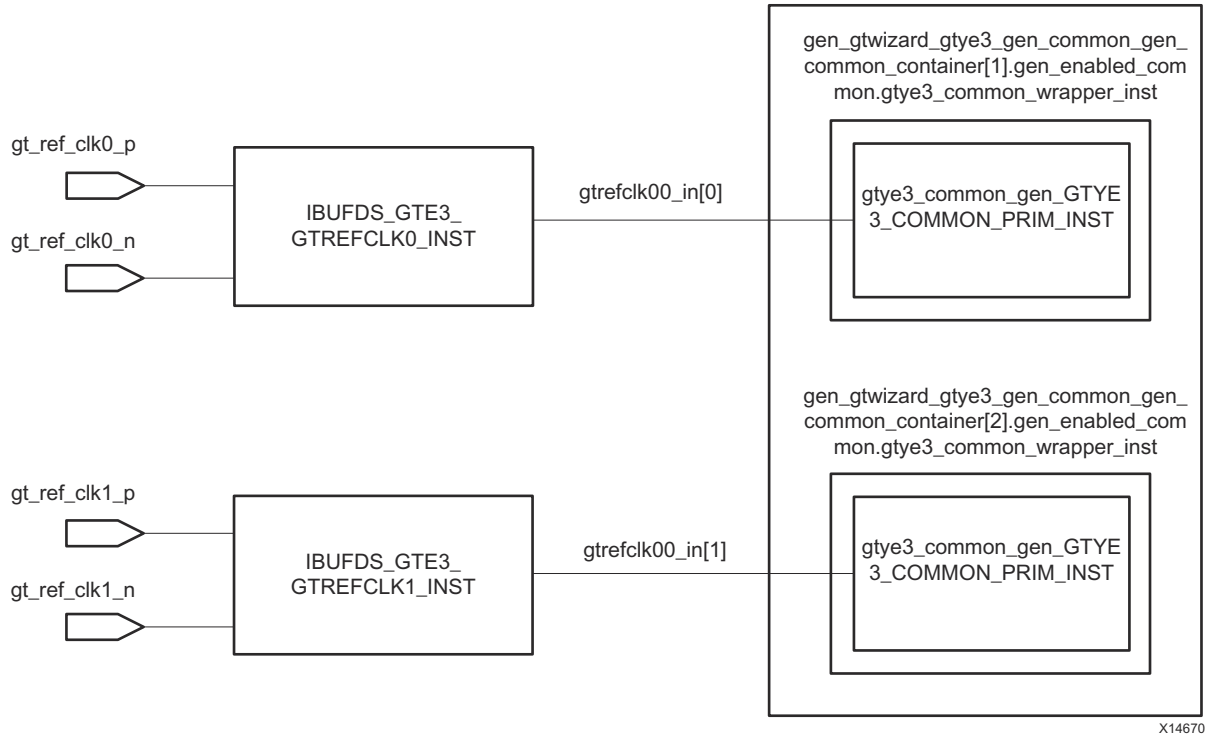 gen_gtwizard_gtye3_gen_common_gen_
common_container[1].gen_enabled_com
mon.gtye3_common_wrapper_inst
gt_ref_clk0_p
gt_ref_clk0_n
IBUFDS_GTE3_
GTREFCLK0_INST
gtrefclk00_in[0]
gtye3_common_gen_GTYE
3_COMMON_PRIM_INST
gen_gtwizard_gtye3_gen_common_gen_
common_container[2].gen_enabled_com
mon.gtye3_common_wrapper_inst
gt_ref_clk1_p
gt_ref_clk1_n
IBUFDS_GTE3_
GTREFCLK1_INST
gtrefclk00_in[1]
gtye3_common_gen_GTYE
3_COMMON_PRIM_INST
X14670